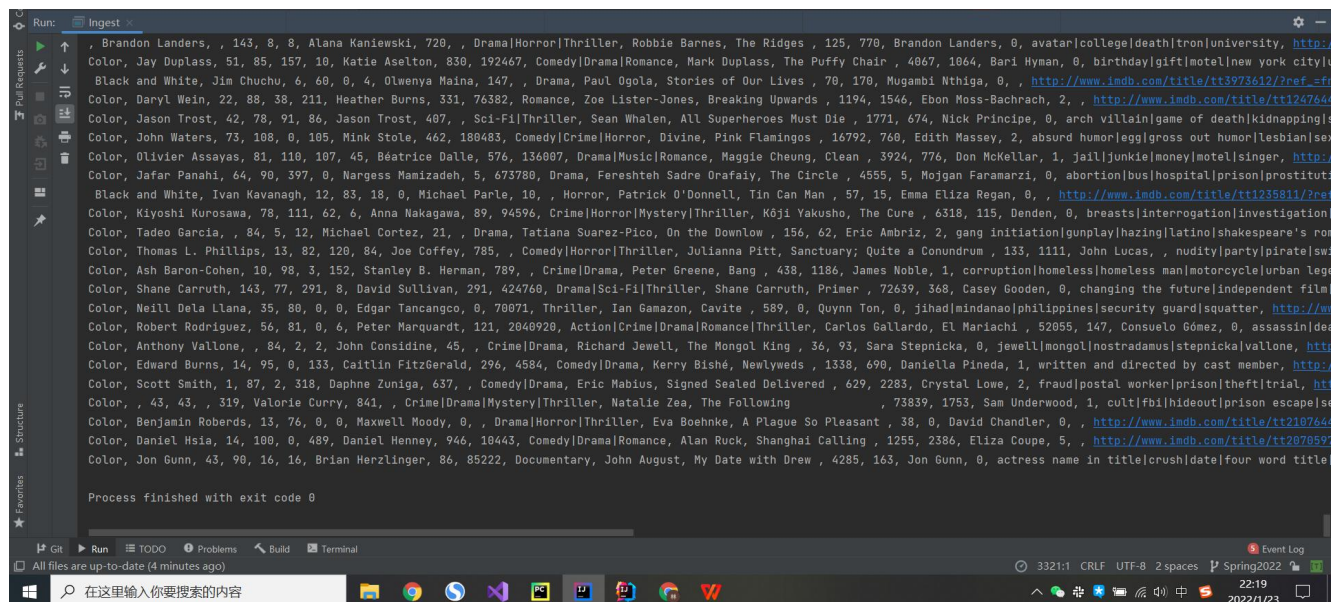 Run: Ingest ×
, Brandon Landers, , 143, 8, 8, Alana Kaniewski, 720, , Drama|Horror|Thriller, Robbie Barnes, The Ridges , 125, 770, Brandon Landers, 0, avatar|college|death|tron|university, http:/
Color, Jay Duplass, 51, 85, 157, 10, Katie Aselton, 830, 192467, Comedy|Drama|Romance, Mark Duplass, The Puffy Chair , 4067, 1064, Bari Hyman, 0, birthday|gift|motel|new york city|u
Black and White, Jim Chuchu, 6, 60, 0, 4, Olwenya Maina, 147, , Drama, Paul Ogola, Stories of Our Lives , 70, 170, Mugambi Nthiga, 0, , http://www.imdb.com/title/tt3973612/?ref_=fn
Color, Daryl Wein, 22, 88, 38, 211, Heather Burns, 331, 76382, Romance, Zoe Lister-Jones, Breaking Upwards , 1194, 1546, Ebon Moss-Bachrach, 2, , http://www.imdb.com/title/tt1247644
Color, Jason Trost, 42, 78, 91, 86, Jason Trost, 407, , Sci-Fi|Thriller, Sean Whalen, All Superheroes Must Die , 1771, 674, Nick Principe, 0, arch villain|game of death|kidnapping|s
Color, John Waters, 73, 108, 0, 105, Mink Stole, 462, 180483, Comedy|Crime|Horror, Divine, Pink Flamingos , 16792, 760, Edith Massey, 2, absurd humor|egg|gross out humor|lesbian|sex
Color, Olivier Assayas, 81, 110, 107, 45, Béatrice Dalle, 576, 136007, Drama|Music|Romance, Maggie Cheung, Clean , 3924, 776, Don McKellar, 1, jail|junkie|money|motel|singer, http:/
Color, Jafar Panahi, 64, 90, 397, 0, Nargess Mamizadeh, 5, 673780, Drama, Fereshteh Sadre Orafaiy, The Circle , 4555, 5, Mojgan Faramarzi, 0, abortion|bus|hospital|prison|prostituti
Black and White, Ivan Kavanagh, 12, 83, 18, 0, Michael Parle, 10, , Horror, Patrick O'Donnell, Tin Can Man , 57, 15, Emma Eliza Regan, 0, , http://www.imdb.com/title/tt1235811/?ref
Color, Kiyoshi Kurosawa, 78, 111, 62, 6, Anna Nakagawa, 89, 94596, Crime|Horror|Mystery|Thriller, Kôji Yakusho, The Cure , 6318, 115, Denden, 0, breasts|interrogation|investigation|
Color, Tadeo Garcia, , 84, 5, 12, Michael Cortez, 21, , Drama, Tatiana Suarez-Pico, On the Downlow , 156, 62, Eric Ambriz, 2, gang initiation|gunplay|hazing|latino|shakespeare's rom
Color, Thomas L. Phillips, 13, 82, 120, 84, Joe Coffey, 785, , Comedy|Horror|Thriller, Julianna Pitt, Sanctuary; Quite a Conundrum , 133, 1111, John Lucas, , nudity|party|pirate|swi
Color, Ash Baron-Cohen, 10, 98, 3, 152, Stanley B. Herman, 789, , Crime|Drama, Peter Greene, Bang , 438, 1186, James Noble, 1, corruption|homeless|homeless man|motorcycle|urban lege
Color, Shane Carruth, 143, 77, 291, 8, David Sullivan, 291, 424760, Drama|Sci-Fi|Thriller, Shane Carruth, Primer , 72639, 368, Casey Gooden, 0, changing the future|independent film|
Color, Neill Dela Llana, 35, 80, 0, 0, Edgar Tancangco, 0, 70071, Thriller, Ian Gamazon, Cavite , 589, 0, Quynn Ton, 0, jihad|mindanao|philippines|security guard|squatter, http://ww
Color, Robert Rodriguez, 56, 81, 0, 6, Peter Marquardt, 121, 2040920, Action|Crime|Drama|Romance|Thriller, Carlos Gallardo, El Mariachi , 52055, 147, Consuelo Gómez, 0, assassin|dea
Color, Anthony Vallone, , 84, 2, 2, John Considine, 45, , Crime|Drama, Richard Jewell, The Mongol King , 36, 93, Sara Stepnicka, 0, jewell|mongol|nostradamus|stepnicka|vallone, http
Color, Edward Burns, 14, 95, 0, 133, Caitlin FitzGerald, 296, 4584, Comedy|Drama, Kerry Bishé, Newlyweds , 1338, 690, Daniella Pineda, 1, written and directed by cast member, http:/
Color, Scott Smith, 1, 87, 2, 318, Daphne Zuniga, 637, , Comedy|Drama, Eric Mabius, Signed Sealed Delivered , 629, 2283, Crystal Lowe, 2, fraud|postal worker|prison|theft|trial, htt
Color, , 43, 43, , 319, Valorie Curry, 841, , Crime|Drama|Mystery|Thriller, Natalie Zea, The Following , 73839, 1753, Sam Underwood, 1, cult|fbi|hideout|prison escape|se
Color, Benjamin Roberds, 13, 76, 0, 0, Maxwell Moody, 0, , Drama|Horror|Thriller, Eva Boehnke, A Plague So Pleasant , 38, 0, David Chandler, 0, , http://www.imdb.com/title/tt2107644
Color, Daniel Hsia, 14, 100, 0, 489, Daniel Henney, 946, 10443, Comedy|Drama|Romance, Alan Ruck, Shanghai Calling , 1255, 2386, Eliza Coupe, 5, , http://www.imdb.com/title/tt2070597
Color, Jon Gunn, 43, 90, 16, 16, Brian Herzlinger, 86, 85222, Documentary, John August, My Date with Drew , 4285, 163, Jon Gunn, 0, actress name in title|crush|date|four word title|
Process finished with exit code 0
Pull Requests
Structure
Favorites
Git Run TODO Problems Build Terminal 5 Event Log
All files are up-to-date (4 minutes ago) 3321:1 CRLF UTF-8 2 spaces Spring2022
在这里输入你要搜索的内容 中 22:19
2022/1/23